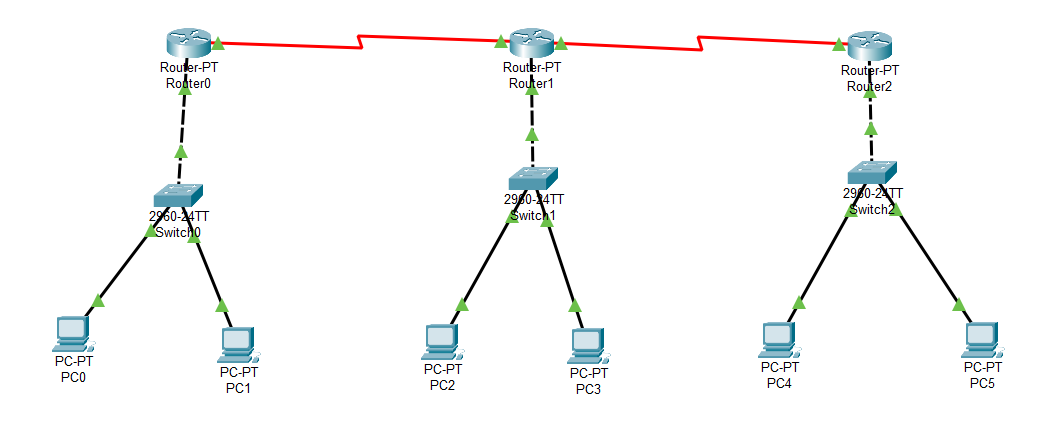 Router-PT
Router0
Router-PT
Router1
Router-PT
Router2
2960-24TT
Switch0
2960-24TT
Switch1
2960-24TT
Switch2
PC-PT
PC0
PC-PT
PC1
PC-PT
PC2
PC-PT
PC3
PC-PT
PC4
PC-PT
PC5